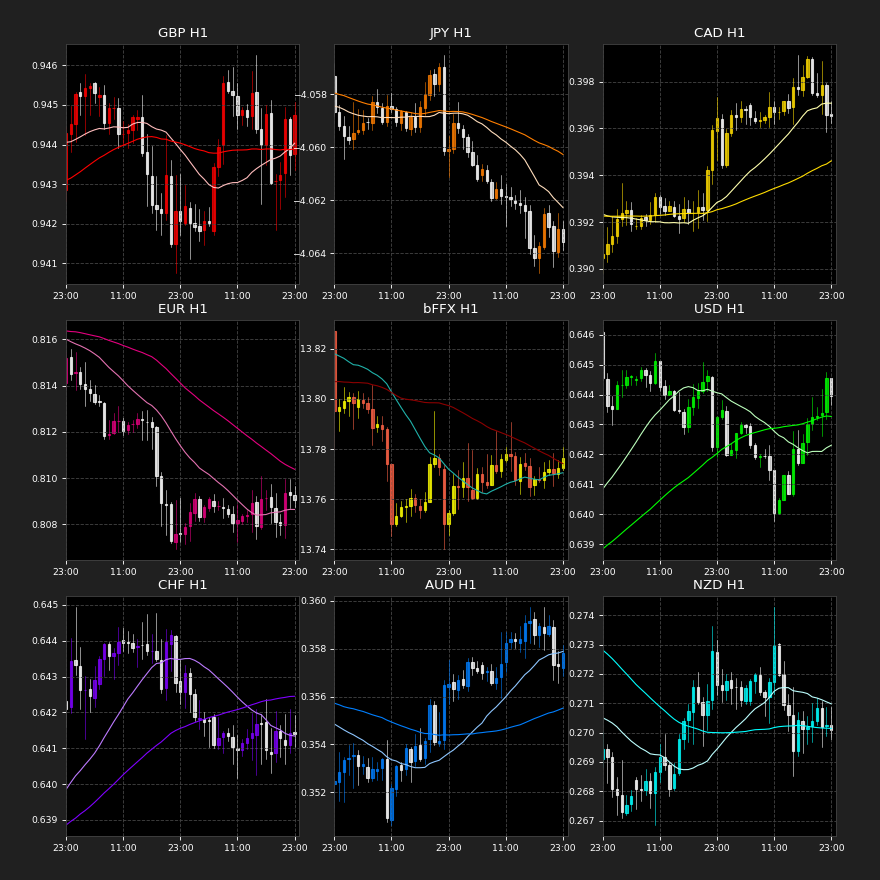 GBP H1
JPY H1
CAD H1
0.946
0.945
0.944
0.943
0.942
0.941
−4.058
−4.060
−4.062
−4.064
0.398
0.396
0.394
0.392
0.390
23:00 11:00 23:00 11:00 23:00
23:00 11:00 23:00 11:00 23:00
23:00 11:00 23:00 11:00 23:00
EUR H1
bFFX H1
USD H1
0.816
0.814
0.812
0.810
0.808
13.82
13.80
13.78
13.76
13.74
0.646
0.645
0.644
0.643
0.642
0.641
0.640
0.639
23:00 11:00 23:00 11:00 23:00
23:00 11:00 23:00 11:00 23:00
23:00 11:00 23:00 11:00 23:00
CHF H1
AUD H1
NZD H1
0.645
0.644
0.643
0.642
0.641
0.640
0.639
0.360
0.358
0.356
0.354
0.352
0.274
0.273
0.272
0.271
0.270
0.269
0.268
0.267
23:00 11:00 23:00 11:00 23:00
23:00 11:00 23:00 11:00 23:00
23:00 11:00 23:00 11:00 23:00